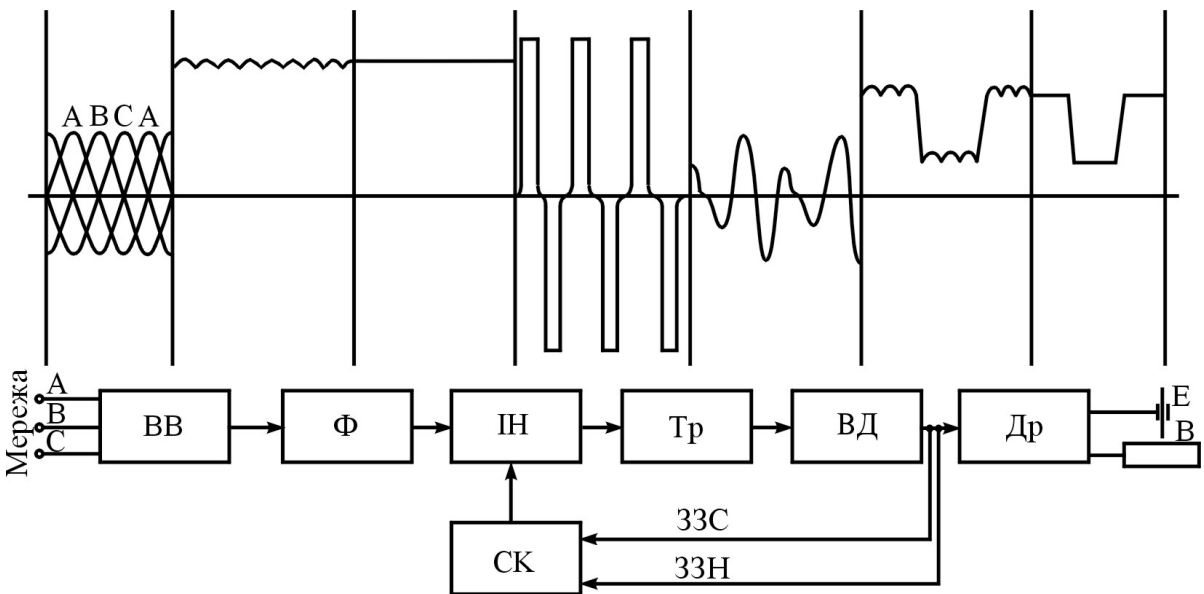 А В С А
Мережа
А
В
С
ВВ
Ф
ІН
Тр
ВД
Др
Е
В
СК
ЗЗС
ЗЗН